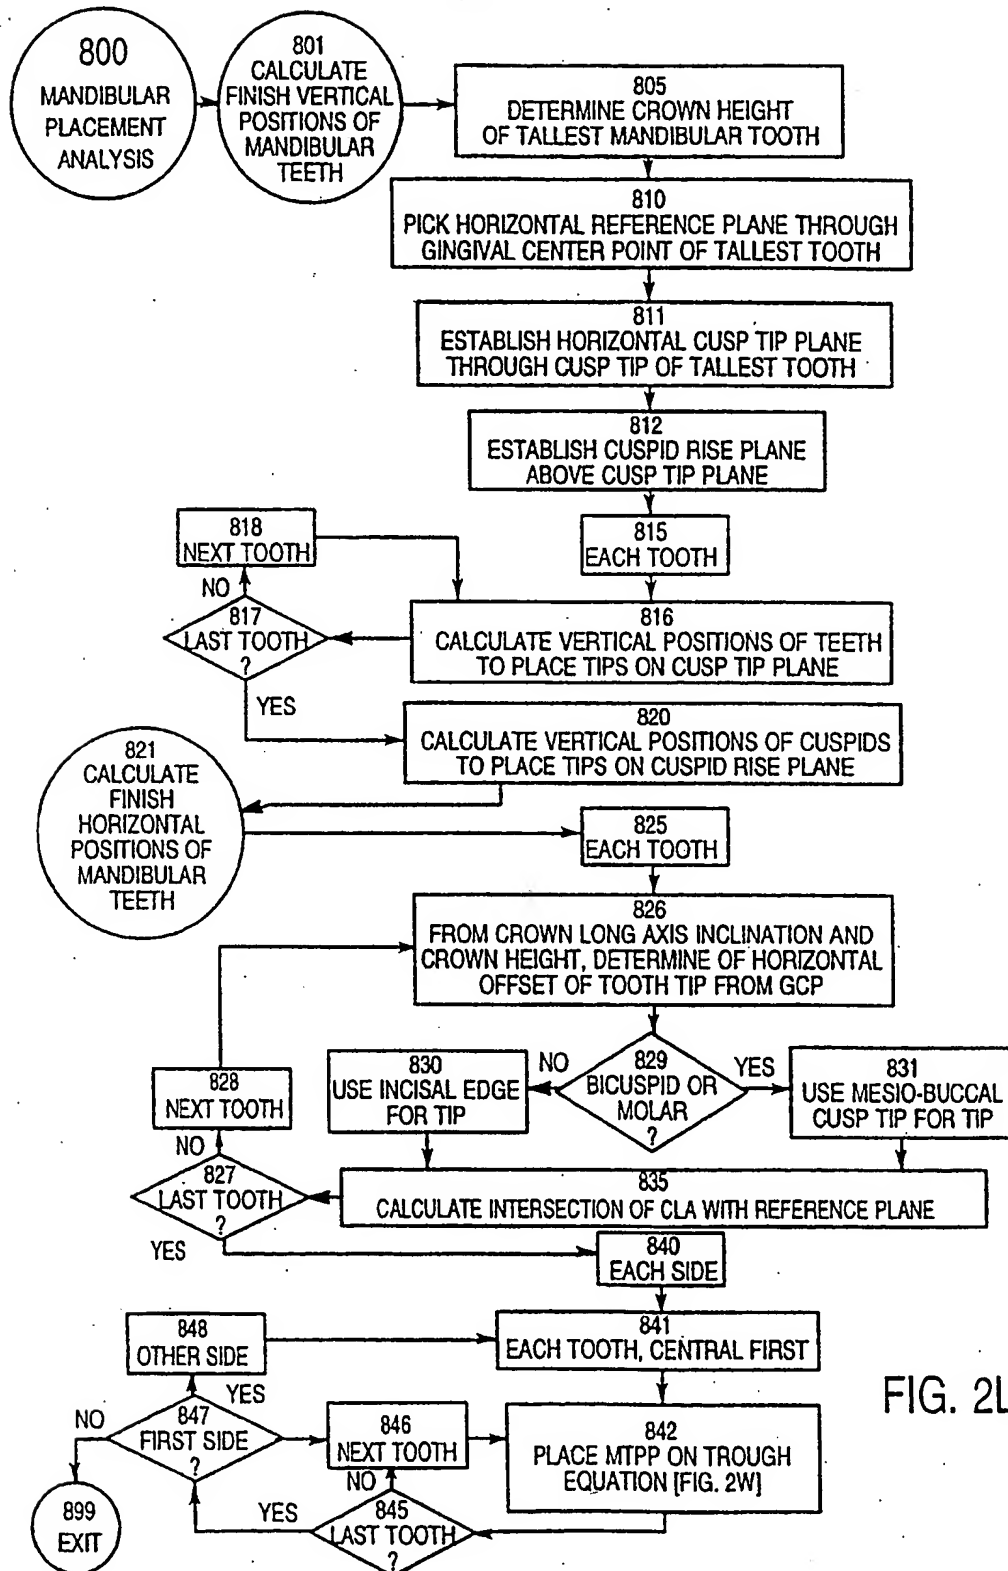 800
MANDIBULAR
PLACEMENT
ANALYSIS
801
CALCULATE
FINISH VERTICAL
POSITIONS OF
MANDIBULAR
TEETH
805
DETERMINE CROWN HEIGHT
OF TALLEST MANDIBULAR TOOTH
810
PICK HORIZONTAL REFERENCE PLANE THROUGH
GINGIVAL CENTER POINT OF TALLEST TOOTH
811
ESTABLISH HORIZONTAL CUSP TIP PLANE
THROUGH CUSP TIP OF TALLEST TOOTH
812
ESTABLISH CUSPID RISE PLANE
ABOVE CUSP TIP PLANE
815
EACH TOOTH
818
NEXT TOOTH
NO
817
LAST TOOTH
?
YES
816
CALCULATE VERTICAL POSITIONS OF TEETH
TO PLACE TIPS ON CUSP TIP PLANE
820
CALCULATE VERTICAL POSITIONS OF CUSPIDS
TO PLACE TIPS ON CUSPID RISE PLANE
821
CALCULATE
FINISH
HORIZONTAL
POSITIONS OF
MANDIBULAR
TEETH
825
EACH TOOTH
826
FROM CROWN LONG AXIS INCLINATION AND
CROWN HEIGHT, DETERMINE OF HORIZONTAL
OFFSET OF TOOTH TIP FROM GCP
829
BICUSPID OR
MOLAR
?
NO
YES
830
USE INCISAL EDGE
FOR TIP
831
USE MESIO-BUCCAL
CUSP TIP FOR TIP
828
NEXT TOOTH
NO
827
LAST TOOTH
?
YES
835
CALCULATE INTERSECTION OF CLA WITH REFERENCE PLANE
840
EACH SIDE
841
EACH TOOTH, CENTRAL FIRST
848
OTHER SIDE
YES
NO
847
FIRST SIDE
?
846
NEXT TOOTH
NO
842
PLACE MTPP ON TROUGH
EQUATION [FIG. 2W]
845
LAST TOOTH
?
YES
899
EXIT
FIG. 2L